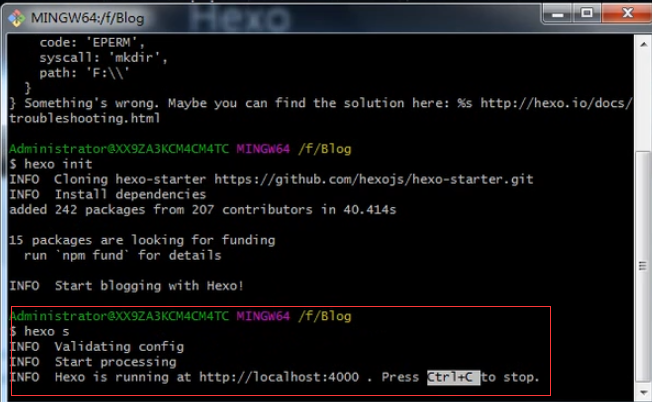 Hexo
MINGW64:/f/Blog
code: 'EPERM',
syscall: 'mkdir',
path: 'F:\\'
}
} Something's wrong. Maybe you can find the solution here: %s http://hexo.io/docs/
troubleshooting.html
Administrator@XX9ZA3KCM4CM4TC MINGW64 /f/Blog
$ hexo init
INFO  Cloning hexo-starter https://github.com/hexojs/hexo-starter.git
INFO  Install dependencies
added 242 packages from 207 contributors in 40.414s
15 packages are looking for funding
run `npm fund` for details
INFO  Start blogging with Hexo!
Administrator@XX9ZA3KCM4CM4TC MINGW64 /f/Blog
$ hexo s
INFO  Validating config
INFO  Start processing
INFO  Hexo is running at http://localhost:4000 . Press Ctrl+C to stop.